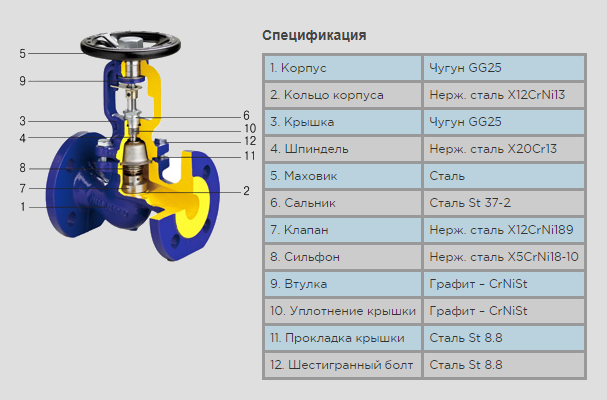 Спецификация
5
9
3
4
8
7
1
6
10
12
11
2
1. Корпус Чугун GG25
2. Кольцо корпуса Нерж. сталь X12CrNi13
3. Крышка Чугун GG25
4. Шпиндель Нерж. сталь X20Cr13
5. Маховик Сталь
6. Сальник Сталь St 37-2
7. Клапан Нерж. сталь X12CrNi189
8. Сильфон Нерж. сталь X5CrNi18-10
9. Втулка Графит – CrNiSt
10. Уплотнение крышки Графит – CrNiSt
11. Прокладка крышки Сталь St 8.8
12. Шестигранный болт Сталь St 8.8